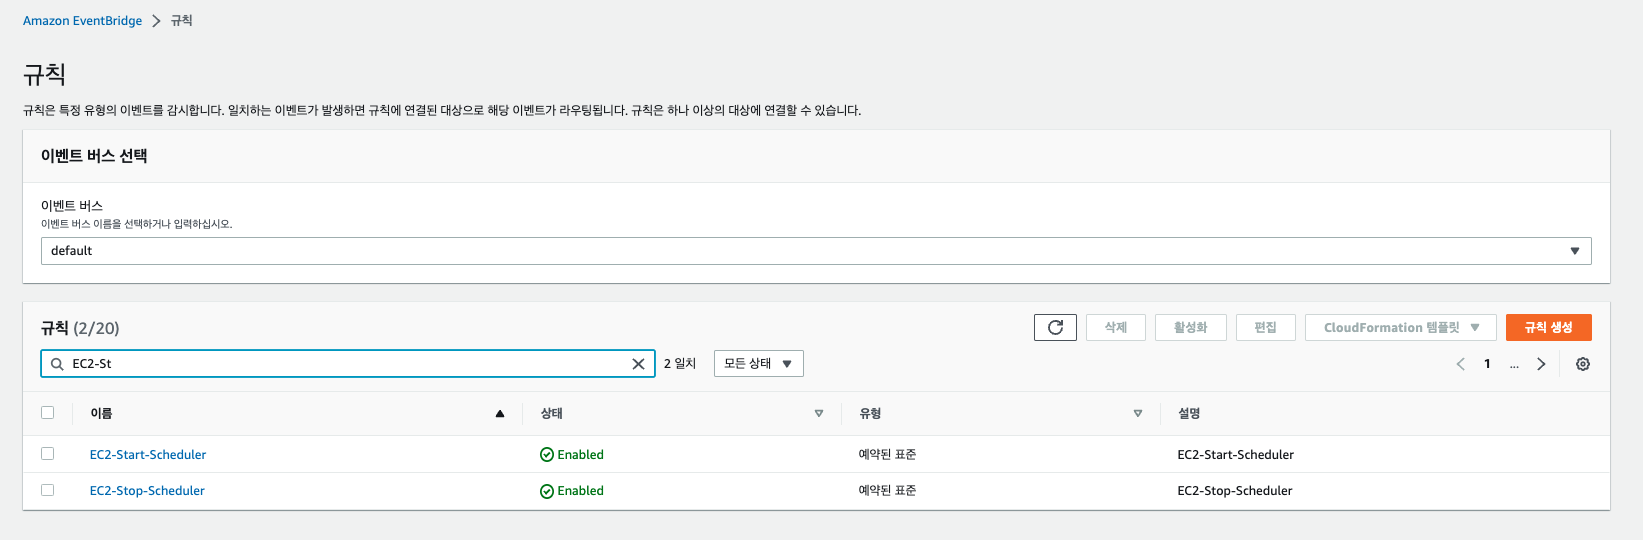 Amazon EventBridge > 규칙
규칙
규칙은 특정 유형의 이벤트를 감시합니다. 일치하는 이벤트가 발생하면 규칙에 연결된 대상으로 해당 이벤트가 라우팅됩니다. 규칙은 하나 이상의 대상에 연결할 수 있습니다.
이벤트 버스 선택
이벤트 버스
이벤트 버스 이름을 선택하거나 입력하십시오.
default
규칙 (2/20) 삭제 활성화 편집 CloudFormation 템플릿 규칙 생성
EC2-St 2 일치 모든 상태 1 ...
이름 상태 유형 설명
EC2-Start-Scheduler Enabled 예약된 표준 EC2-Start-Scheduler
EC2-Stop-Scheduler Enabled 예약된 표준 EC2-Stop-Scheduler